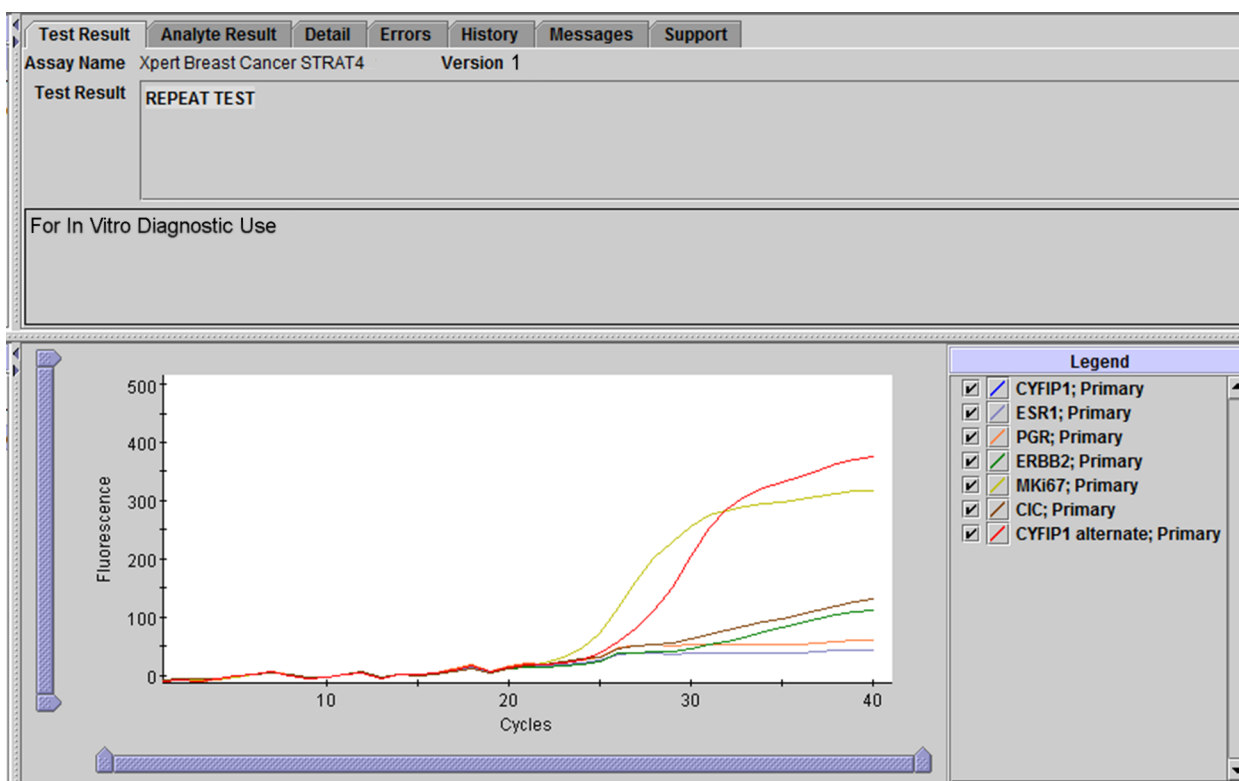 Test Result Analyte Result Detail Errors History Messages Support
Assay Name Xpert Breast Cancer STRAT4 Version 1
Test Result REPEAT TEST
For In Vitro Diagnostic Use
500
400
300
200
100
0
Fluorescence
10 20 30 40
Cycles
Legend
CYFIP1; Primary
ESR1; Primary
PGR; Primary
ERBB2; Primary
MKi67; Primary
CIC; Primary
CYFIP1 alternate; Primary